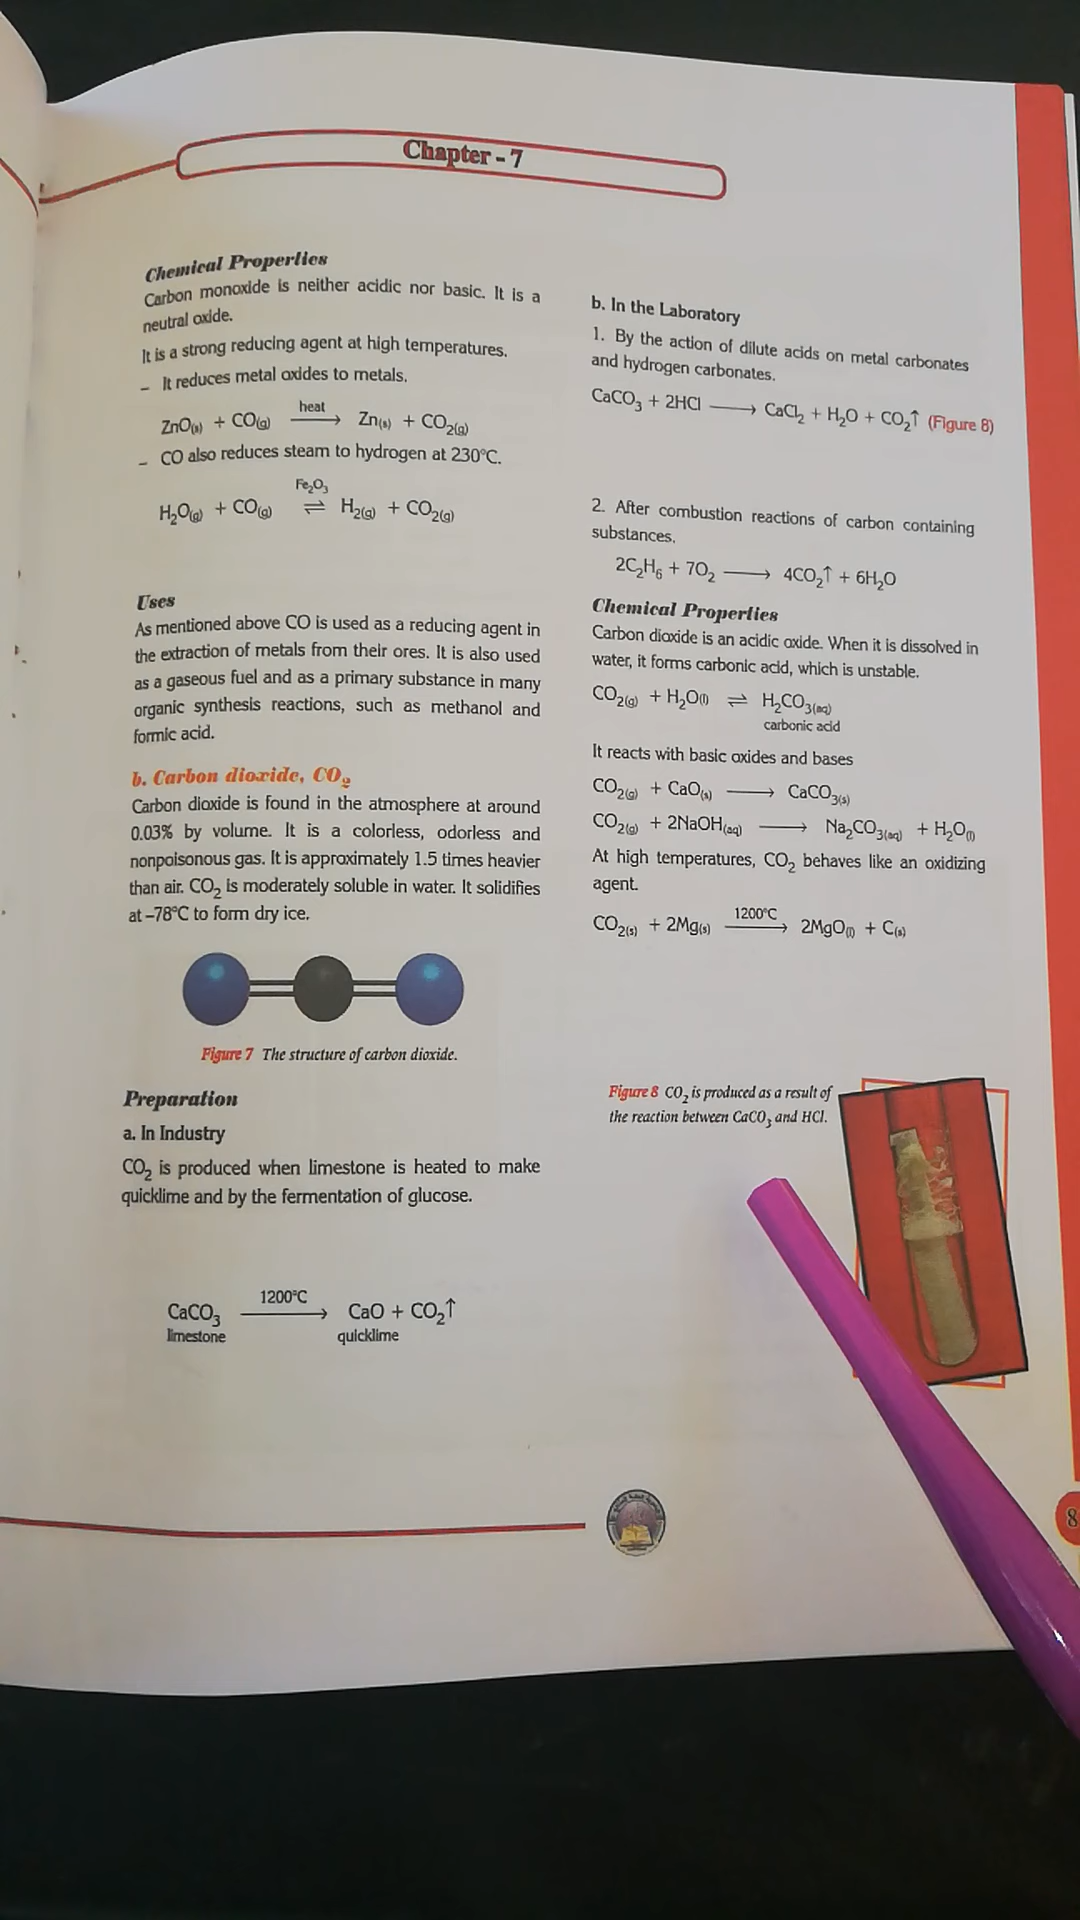 Chapter - 7
Chemical Properties
Carbon monoxide is neither acidic nor basic. It is a
neutral oxide.
It is a strong reducing agent at high temperatures.
– It reduces metal oxides to metals.
heat
ZnO(s) + CO(g) ⟶ Zn(s) + CO₂(g)
– CO also reduces steam to hydrogen at 230°C.
Fe₂O₃
H₂O(g) + CO(g) ⇌ H₂(g) + CO₂(g)
Uses
As mentioned above CO is used as a reducing agent in
the extraction of metals from their ores. It is also used
as a gaseous fuel and as a primary substance in many
organic synthesis reactions, such as methanol and
formic acid.
b. Carbon dioxide, CO₂
Carbon dioxide is found in the atmosphere at around
0.03% by volume. It is a colorless, odorless and
nonpoisonous gas. It is approximately 1.5 times heavier
than air. CO₂ is moderately soluble in water. It solidifies
at –78°C to form dry ice.
Figure 7 The structure of carbon dioxide.
Preparation
a. In Industry
CO₂ is produced when limestone is heated to make
quicklime and by the fermentation of glucose.
1200°C
CaCO₃ ⟶ CaO + CO₂↑
limestone quicklime
b. In the Laboratory
1. By the action of dilute acids on metal carbonates
and hydrogen carbonates.
CaCO₃ + 2HCl ⟶ CaCl₂ + H₂O + CO₂↑ (Figure 8)
2. After combustion reactions of carbon containing
substances.
2C₂H₆ + 7O₂ ⟶ 4CO₂↑ + 6H₂O
Chemical Properties
Carbon dioxide is an acidic oxide. When it is dissolved in
water, it forms carbonic acid, which is unstable.
CO₂(g) + H₂O(l) ⇌ H₂CO₃(aq)
carbonic acid
It reacts with basic oxides and bases
CO₂(g) + CaO(s) ⟶ CaCO₃(s)
CO₂(g) + 2NaOH(aq) ⟶ Na₂CO₃(aq) + H₂O(l)
At high temperatures, CO₂ behaves like an oxidizing
agent.
1200°C
CO₂(s) + 2Mg(s) ⟶ 2MgO(l) + C(s)
Figure 8 CO₂ is produced as a result of
the reaction between CaCO₃ and HCl.
8